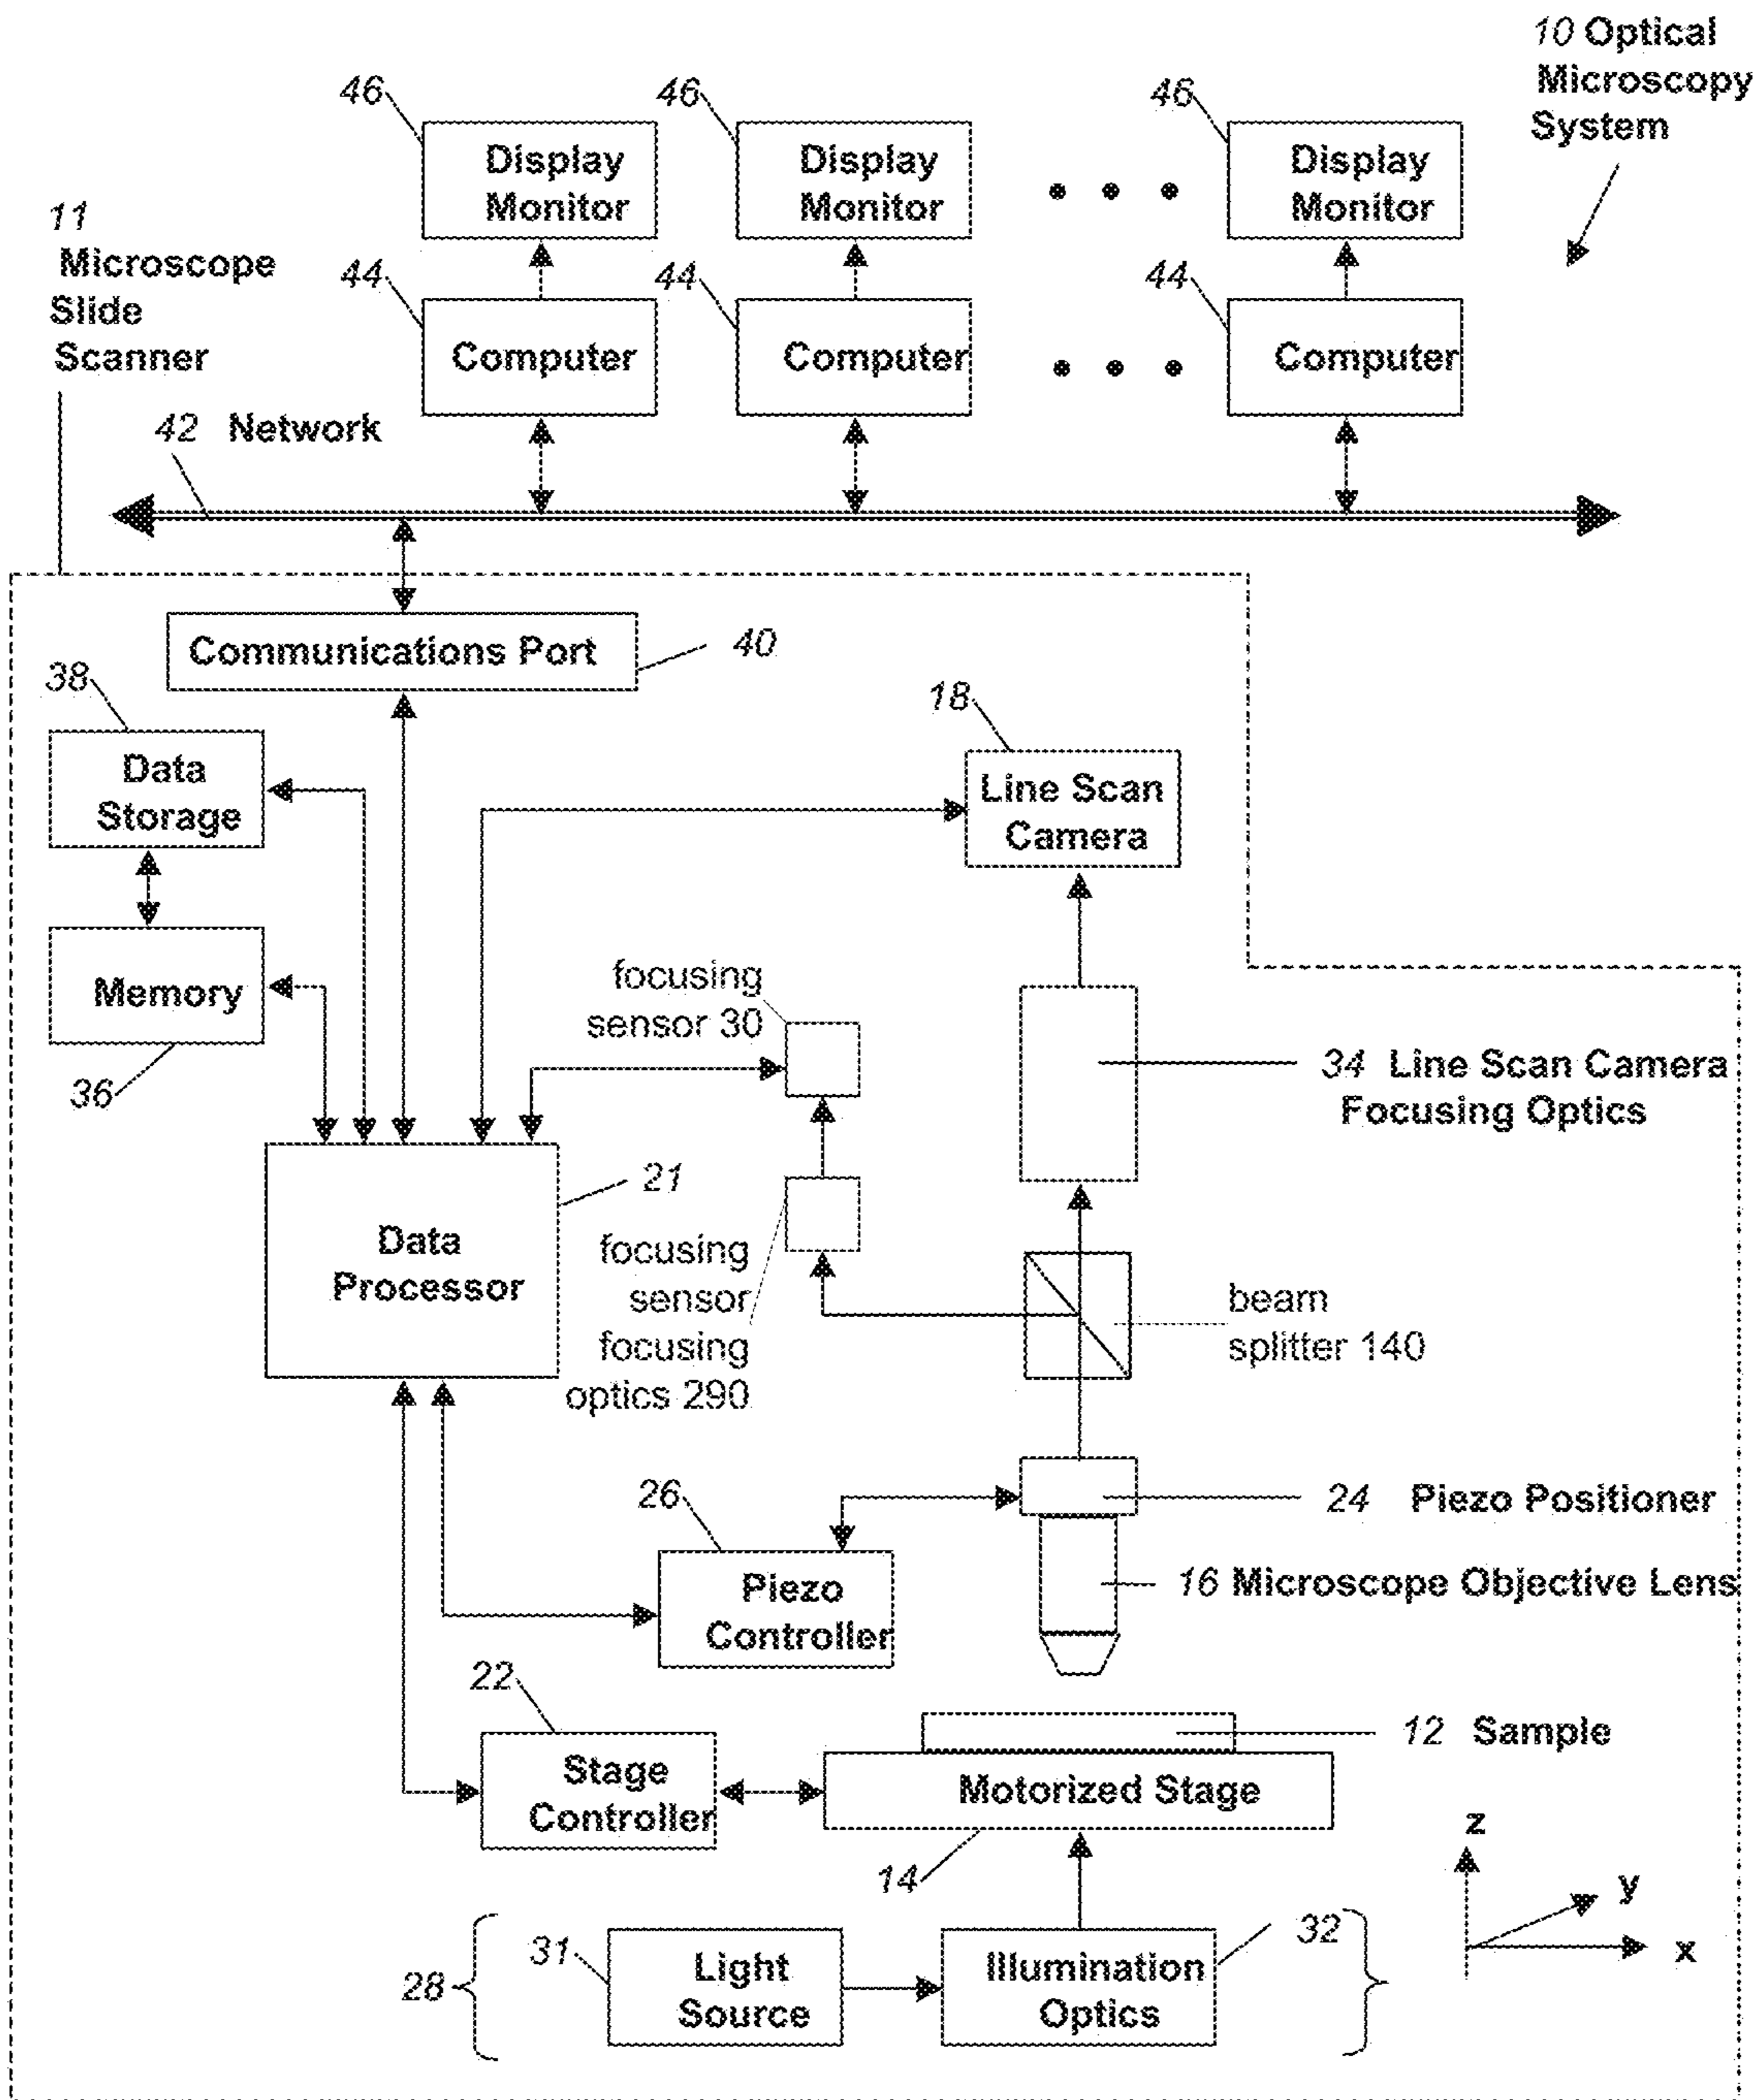 10 Optical
Microscopy
System
46
46
46
Display
Monitor
Display
Monitor
Display
Monitor
11
Microscope
Slide
Scanner
44
44
44
Computer
Computer
Computer
42 Network
Communications Port
40
38
Data
Storage
18
Line Scan
Camera
Memory
36
focusing
sensor 30
34 Line Scan Camera
Focusing Optics
21
Data
Processor
focusing
sensor
focusing
optics 290
beam
splitter 140
26
24 Piezo Positioner
Piezo
Controller
16 Microscope Objective Lens
22
Stage
Controller
12 Sample
Motorized Stage
14
z
y
x
28
31
Light
Source
Illumination
Optics
32